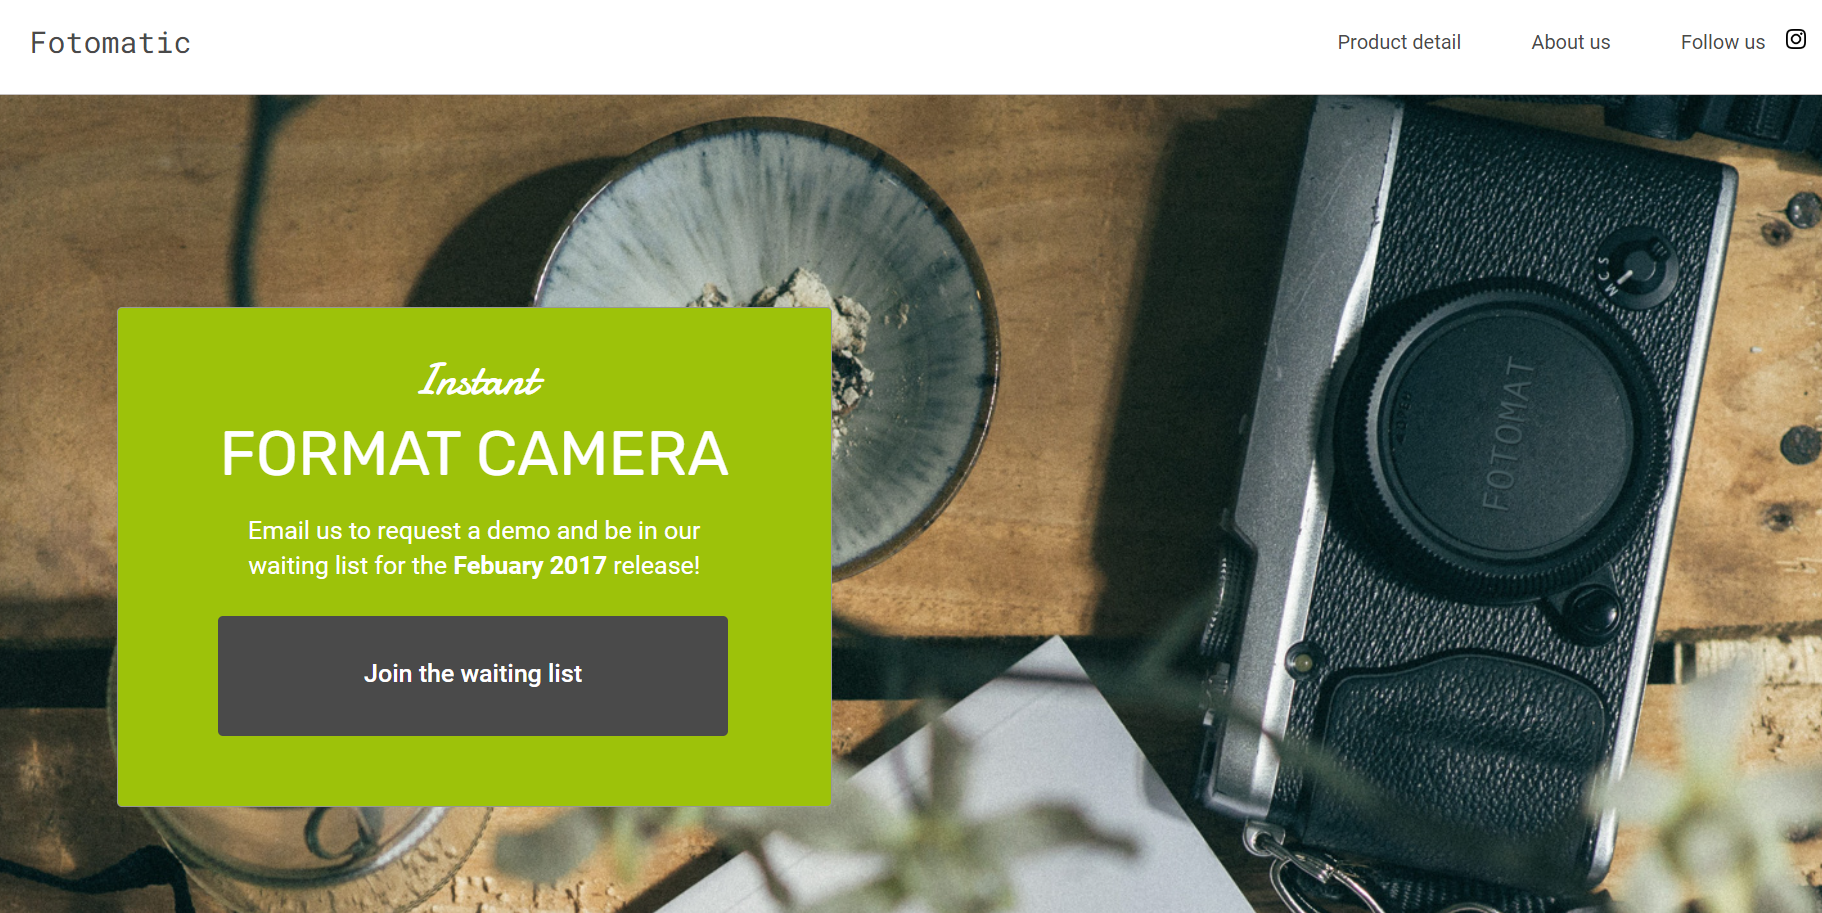 Fotomatic
Product detail
About us
Follow us
Instant
FORMAT CAMERA
Email us to request a demo and be in our
waiting list for the Febuary 2017 release!
Join the waiting list
FOTOMAT
M C S